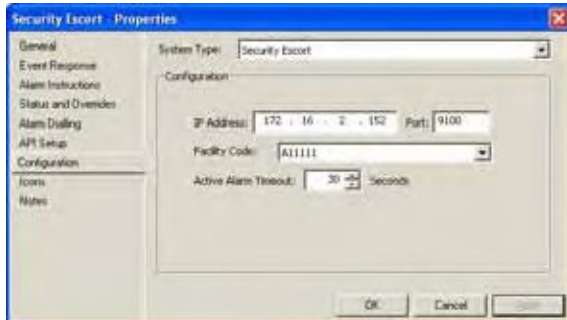 Security Escort - Properties
General
Event Response
Alarm Instructions
Status and Overrides
Alarm Dialling
API Setup
Configuration
Icons
Notes
System Type: Security Escort
Configuration
IP Address: 172 . 16 . 2 . 152 Port: 9100
Facility Code: A11111
Active Alarm Timeout: 30 Seconds
OK Cancel